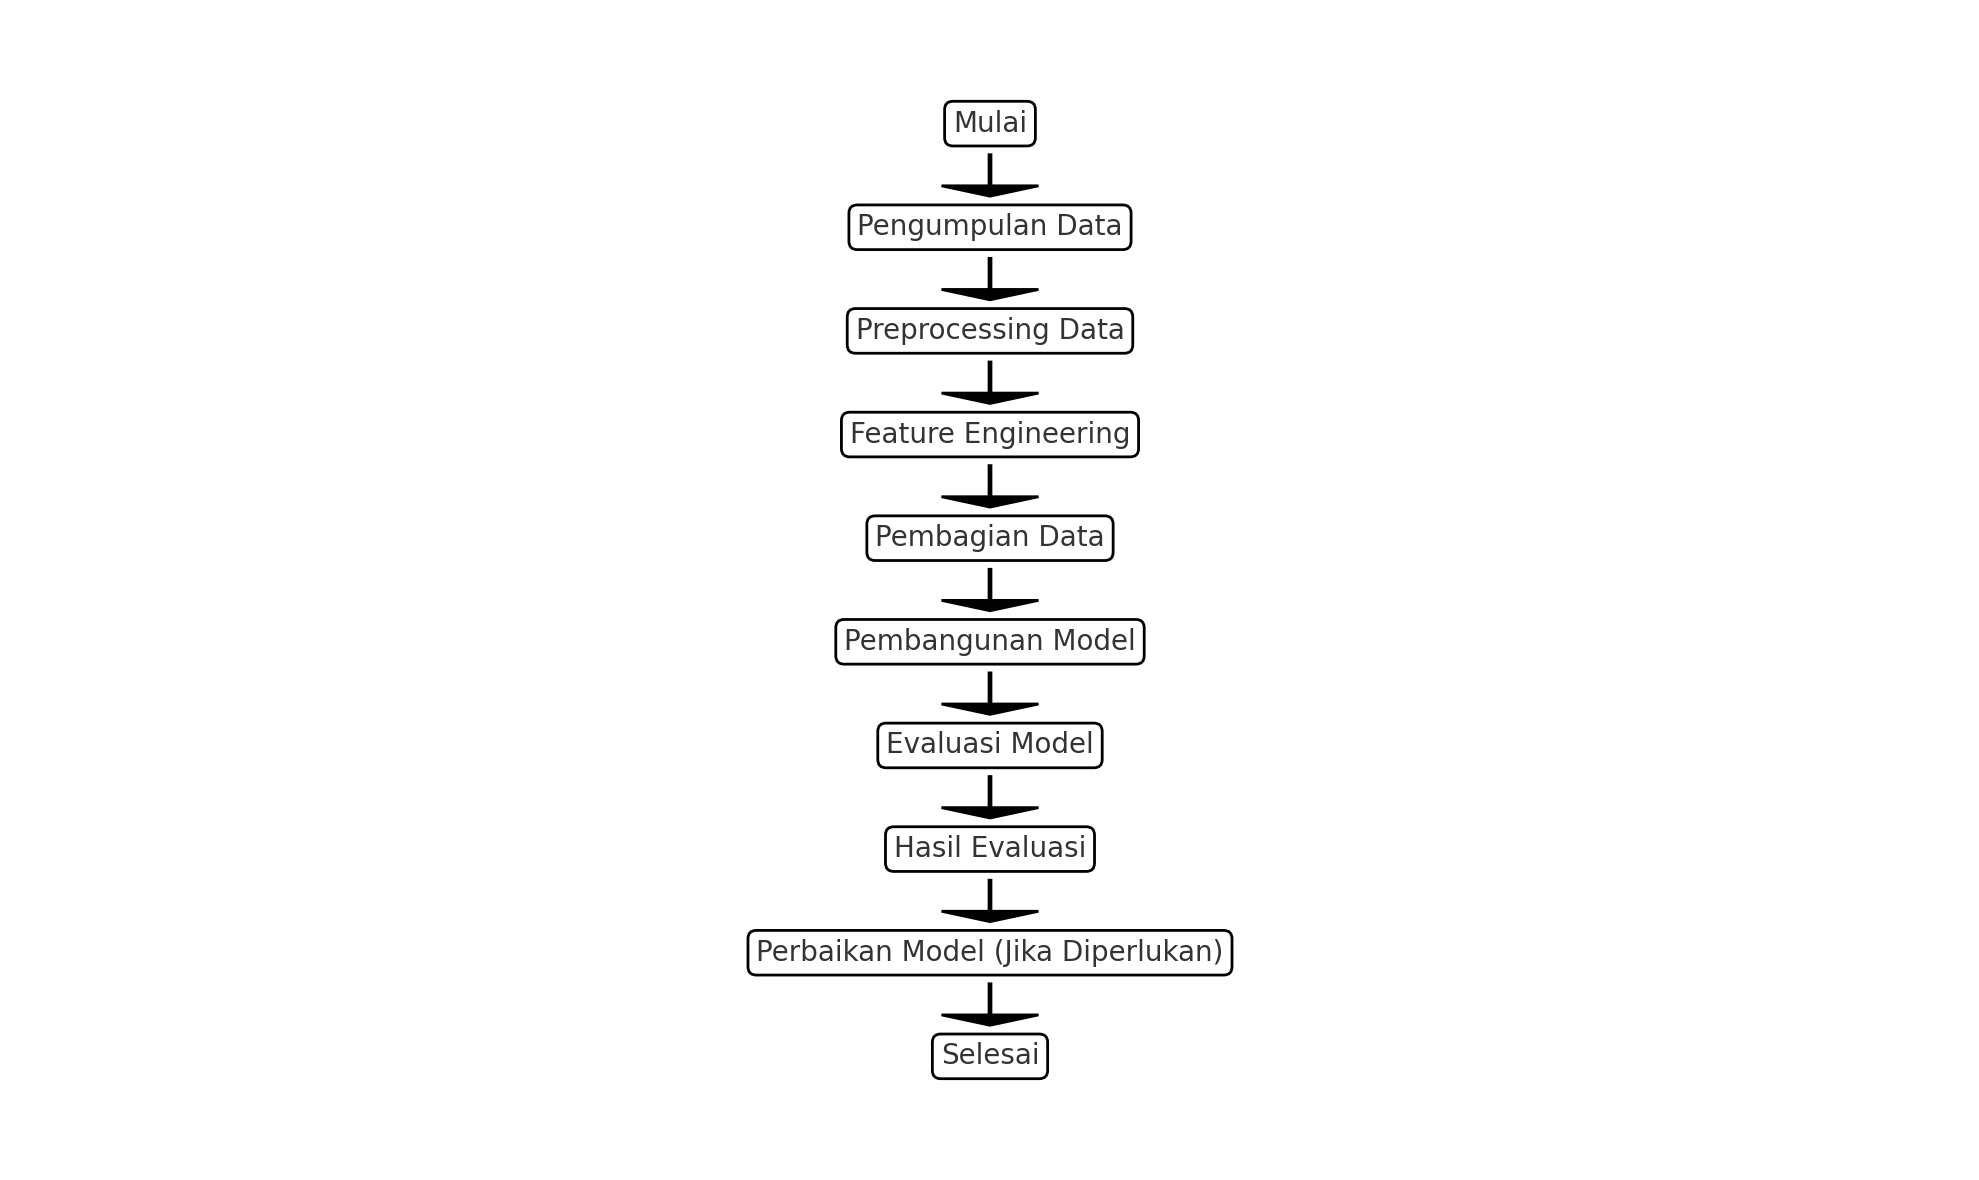 Mulai
Pengumpulan Data
Preprocessing Data
Feature Engineering
Pembagian Data
Pembangunan Model
Evaluasi Model
Hasil Evaluasi
Perbaikan Model (Jika Diperlukan)
Selesai